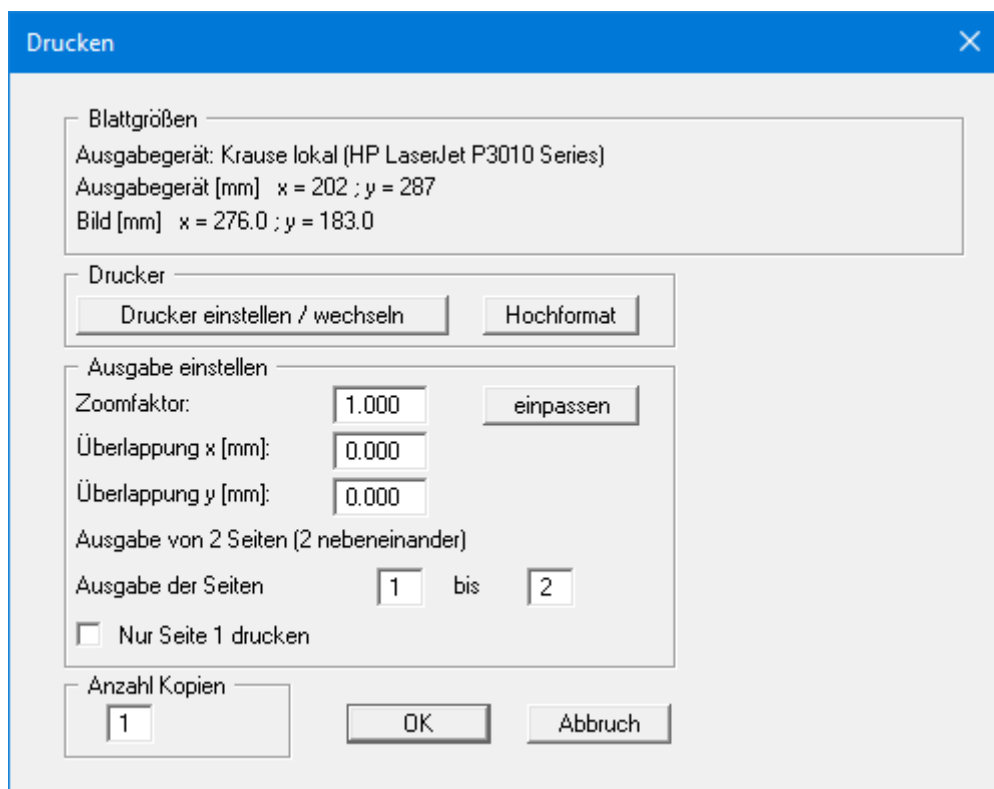 Drucken
Blattgrößen
Ausgabegerät: Krause lokal (HP LaserJet P3010 Series)
Ausgabegerät [mm]   x = 202 ; y = 287
Bild [mm]   x = 276.0 ; y = 183.0
Drucker
Drucker einstellen / wechseln   Hochformat
Ausgabe einstellen
Zoomfaktor:   1.000   einpassen
Überlappung x [mm]:   0.000
Überlappung y [mm]:   0.000
Ausgabe von 2 Seiten (2 nebeneinander)
Ausgabe der Seiten   1   bis   2
Nur Seite 1 drucken
Anzahl Kopien
1   OK   Abbruch